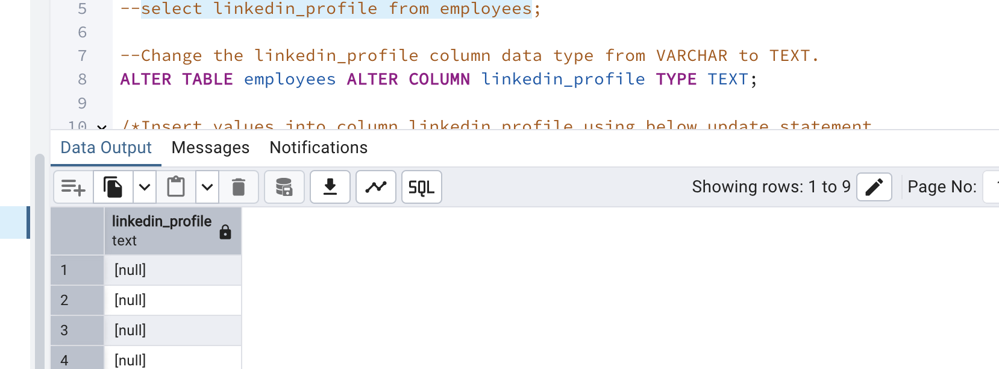 5 --select linkedin_profile from employees;
6
7 --Change the linkedin_profile column data type from VARCHAR to TEXT.
8 ALTER TABLE employees ALTER COLUMN linkedin_profile TYPE TEXT;
9
10 /*Insert values into column linkedin_profile using below update statement
Data Output Messages Notifications
SQL Showing rows: 1 to 9 Page No:
linkedin_profile
text
1 [null]
2 [null]
3 [null]
4 [null]